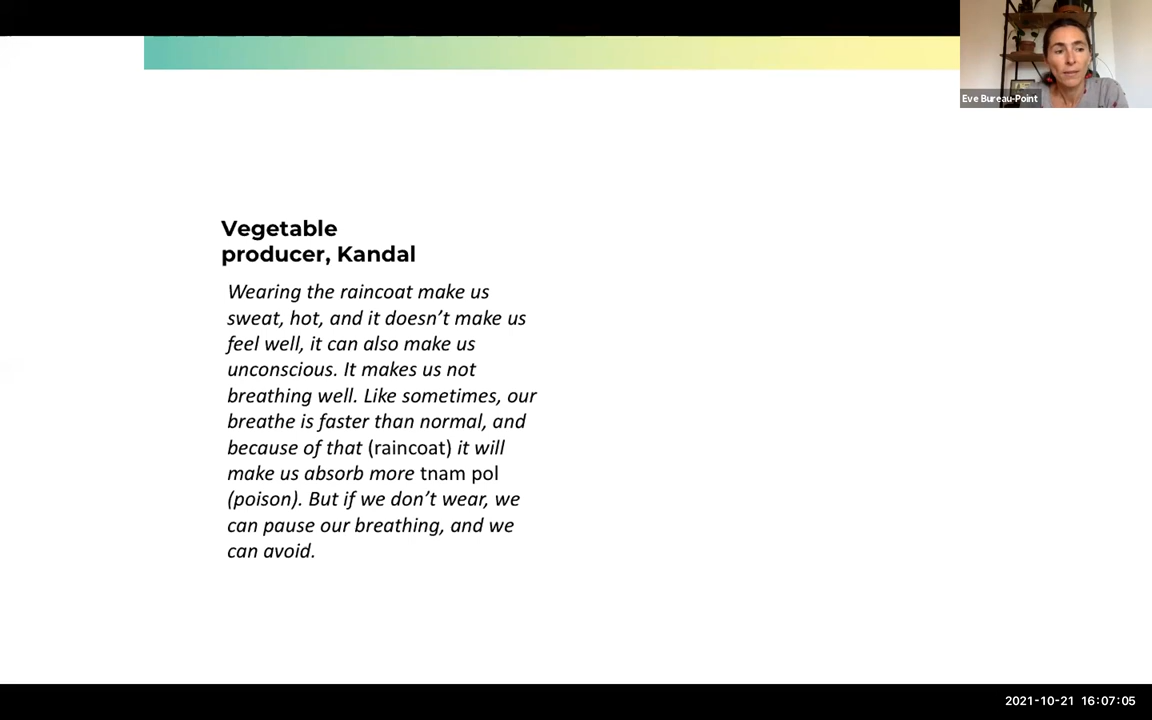 Eve Bureau-Point
Vegetable
producer, Kandal
Wearing the raincoat make us
sweat, hot, and it doesn’t make us
feel well, it can also make us
unconscious. It makes us not
breathing well. Like sometimes, our
breathe is faster than normal, and
because of that (raincoat) it will
make us absorb more tnam pol
(poison). But if we don’t wear, we
can pause our breathing, and we
can avoid.
2021-10-21 16:07:05